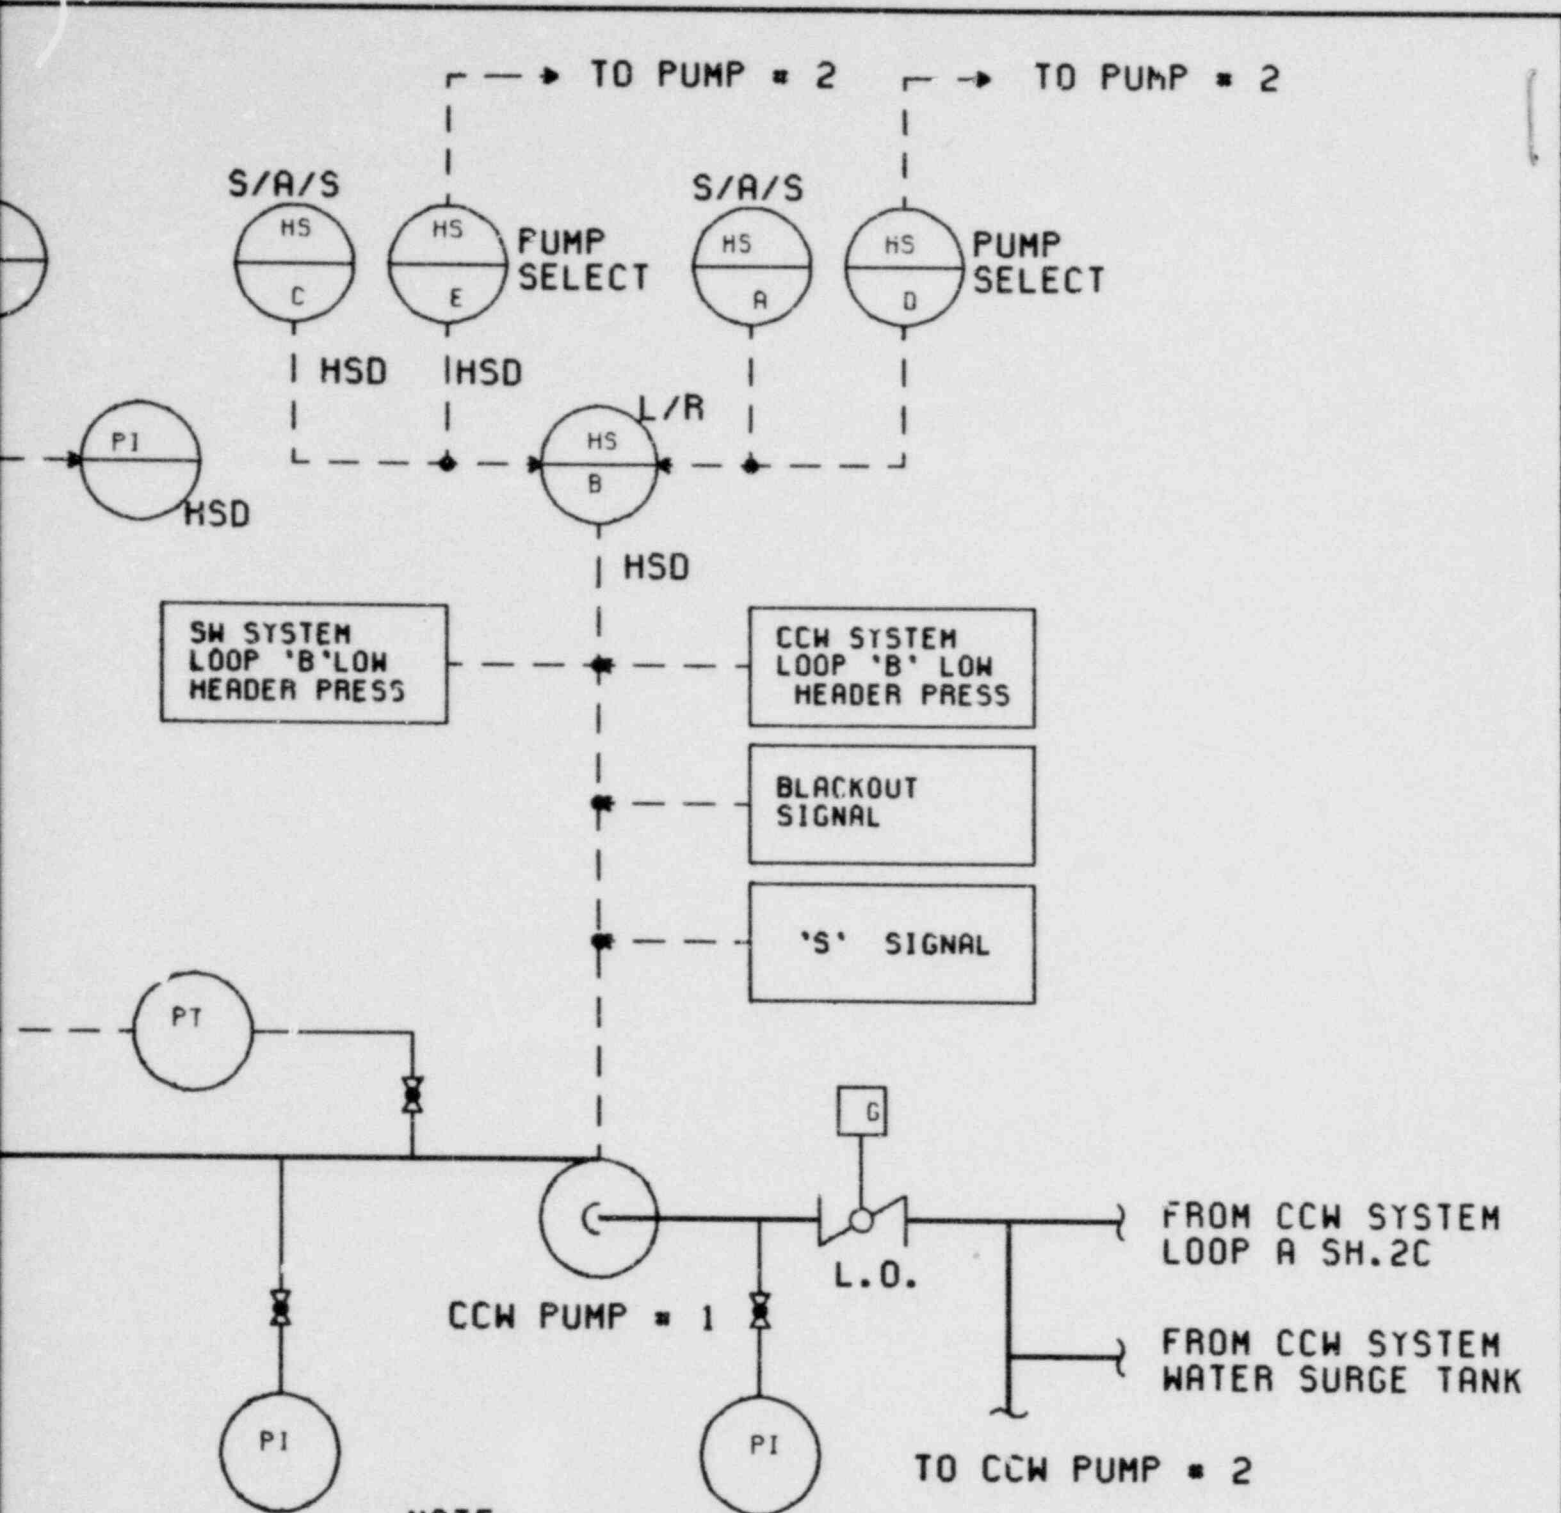 TO PUMP # 2
TO PUMP # 2
S/A/S
S/A/S
HS
C
HS
E
PUMP
SELECT
HS
A
HS
D
PUMP
SELECT
HSD
HSD
L/R
PI
HSD
HS
B
HSD
SW SYSTEM
LOOP 'B'LOW
HEADER PRESS
CCW SYSTEM
LOOP 'B' LOW
HEADER PRESS
BLACKOUT
SIGNAL
'S' SIGNAL
PT
G
L.O.
FROM CCW SYSTEM
LOOP A SH.2C
CCW PUMP # 1
FROM CCW SYSTEM
WATER SURGE TANK
PI
PI
TO CCW PUMP # 2